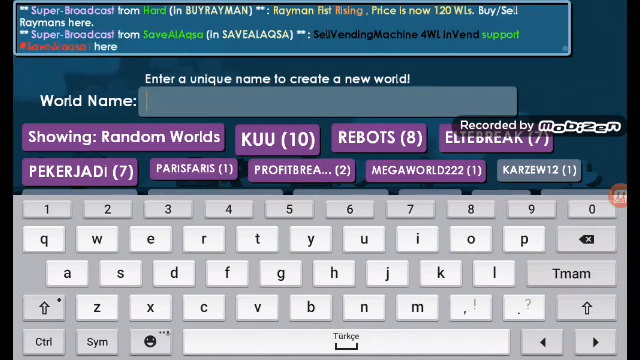 ** Super-Broadcast from Hard (in BUYRAYMAN) ** : Rayman Fist Rising , Price is now 120 WLs. Buy/Sell
Raymans here.
** Super-Broadcast from SaveAlAqsa (in SAVEALAQSA) ** : SellVendingMachine 4WL InVend support
#SaveAlaqsa ! here
Enter a unique name to create a new world!
World Name:
Recorded by mobizen
Showing: Random Worlds
KUU (10)
REBOTS (8)
ELTEBREAK (7)
PEKERJADI (7)
PARISFARIS (1)
PROFITBREA... (2)
MEGAWORLD222 (1)
KARZEW12 (1)
1 2 3 4 5 6 7 8 9 0
q w e r t y u i o p
a s d f g h j k l Tmam
z x c v b n m , ! . ?
Ctrl Sym Türkçe